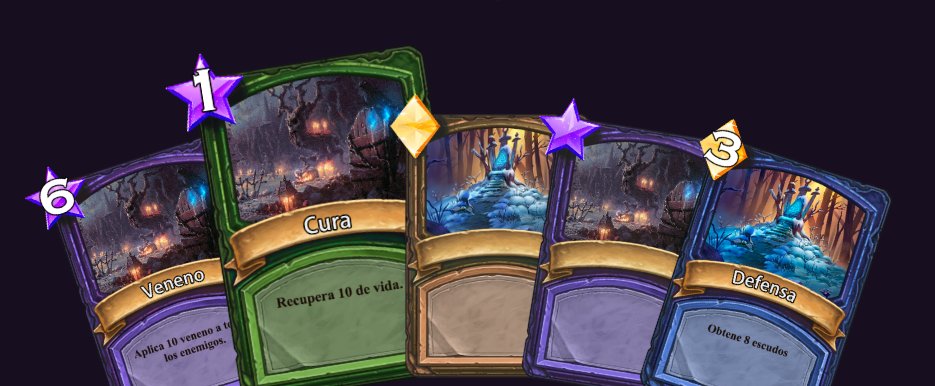 6
Veneno
Aplica 10 veneno a
los enemigos.
1
Cura
Recupera 10 de vida.
3
Defensa
Obtene 8 escudos